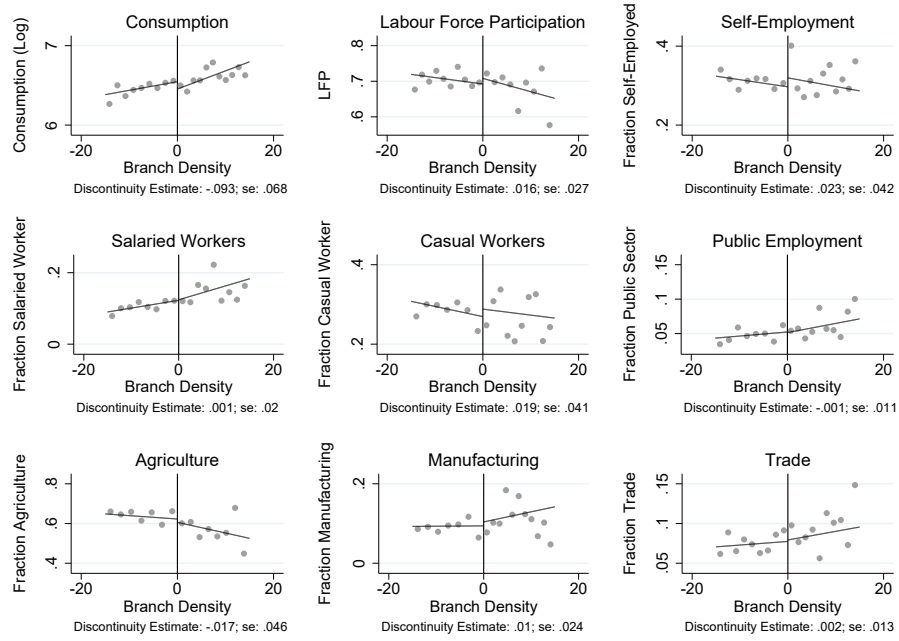 Consumption
Consumption (Log)
7
6
-20 0 20
Branch Density
Discontinuity Estimate: -.093; se: .068
Labour Force Participation
LFP
.8
.7
.6
-20 0 20
Branch Density
Discontinuity Estimate: .016; se: .027
Self-Employment
Fraction Self-Employed
.4
.2
-20 0 20
Branch Density
Discontinuity Estimate: .023; se: .042
Salaried Workers
Fraction Salaried Worker
.2
0
-20 0 20
Branch Density
Discontinuity Estimate: .001; se: .02
Casual Workers
Fraction Casual Worker
.4
.2
-20 0 20
Branch Density
Discontinuity Estimate: .019; se: .041
Public Employment
Fraction Public Sector
.15
.1
.05
-20 0 20
Branch Density
Discontinuity Estimate: -.001; se: .011
Agriculture
Fraction Agriculture
.8
.6
.4
-20 0 20
Branch Density
Discontinuity Estimate: -.017; se: .046
Manufacturing
Fraction Manufacturing
.2
0
-20 0 20
Branch Density
Discontinuity Estimate: .01; se: .024
Trade
Fraction Trade
.15
.1
.05
-20 0 20
Branch Density
Discontinuity Estimate: .002; se: .013